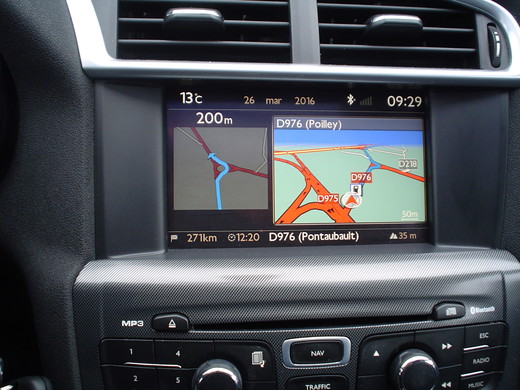 13°C 26 mar 2016 09:29
200m
D976 (Poilley)
D218
D976
D975
50m
271km 12:20 D976 (Pontaubault) 35 m
MP3 Bluetooth
1 4 NAV ESC
2 5 TRAFFIC RADIO
MUSIC